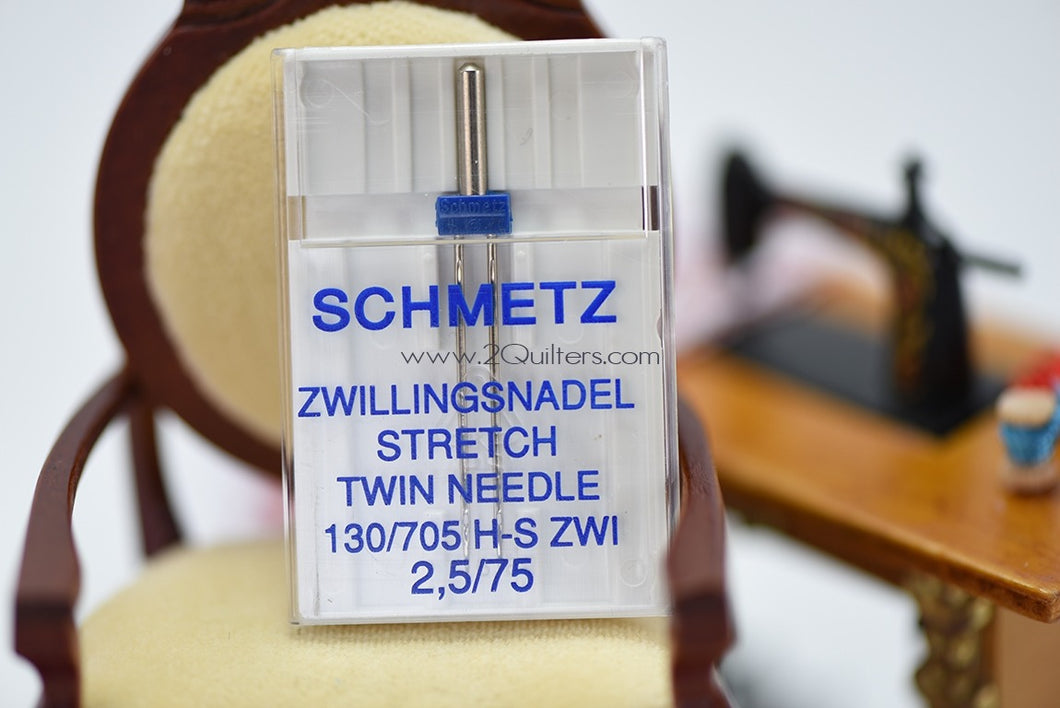 schmetz
SCHMETZ
www.2Quilters.com
ZWILLINGSNADEL
STRETCH
TWIN NEEDLE
130/705 H-S ZWI
2,5/75